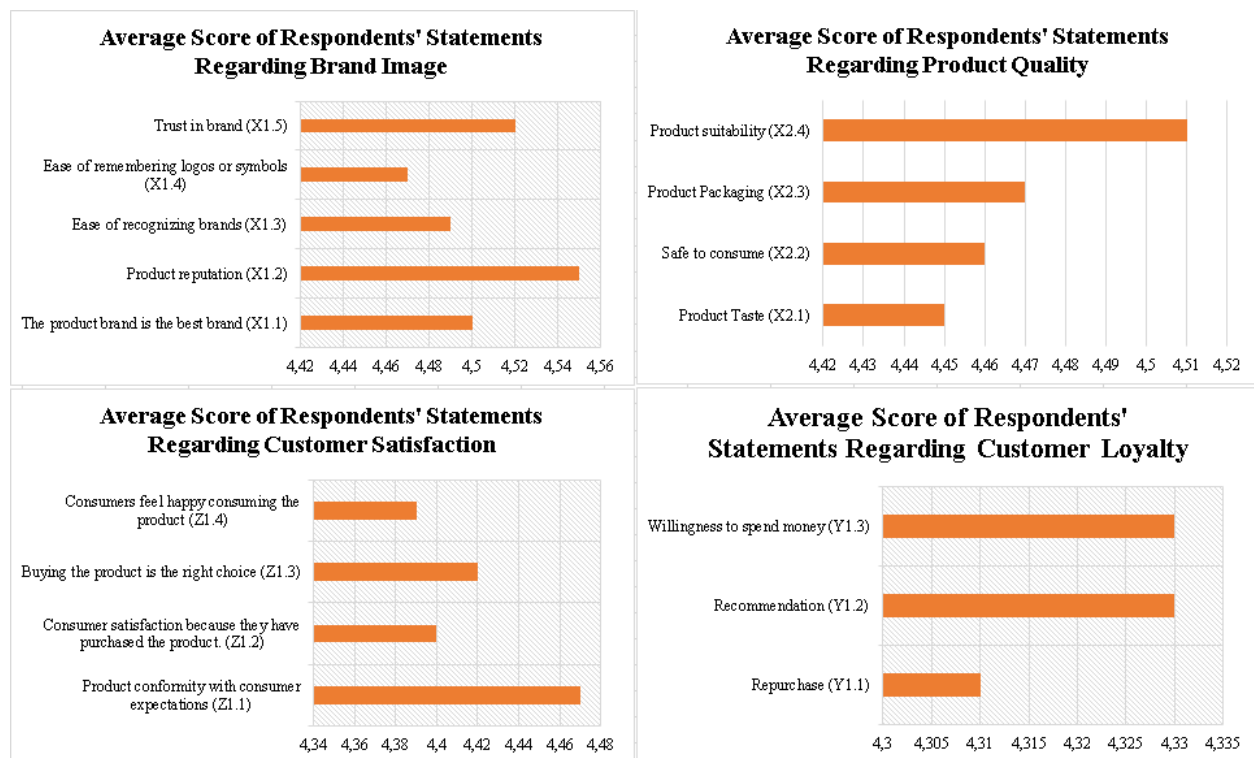 Average Score of Respondents' Statements
Regarding Brand Image
Trust in brand (X1.5)
Ease of remembering logos or symbols
(X1.4)
Ease of recognizing brands (X1.3)
Product reputation (X1.2)
The product brand is the best brand (X1.1)
4,42 4,44 4,46 4,48 4,5 4,52 4,54 4,56
Average Score of Respondents' Statements
Regarding Product Quality
Product suitability (X2.4)
Product Packaging (X2.3)
Safe to consume (X2.2)
Product Taste (X2.1)
4,42 4,43 4,44 4,45 4,46 4,47 4,48 4,49 4,5 4,51 4,52
Average Score of Respondents' Statements
Regarding Customer Satisfaction
Consumers feel happy consuming the
product (Z1.4)
Buying the product is the right choice (Z1.3)
Consumer satisfaction because they have
purchased the product. (Z1.2)
Product conformity with consumer
expectations (Z1.1)
4,34 4,36 4,38 4,4 4,42 4,44 4,46 4,48
Average Score of Respondents'
Statements Regarding Customer Loyalty
Willingness to spend money (Y1.3)
Recommendation (Y1.2)
Repurchase (Y1.1)
4,3 4,305 4,31 4,315 4,32 4,325 4,33 4,335